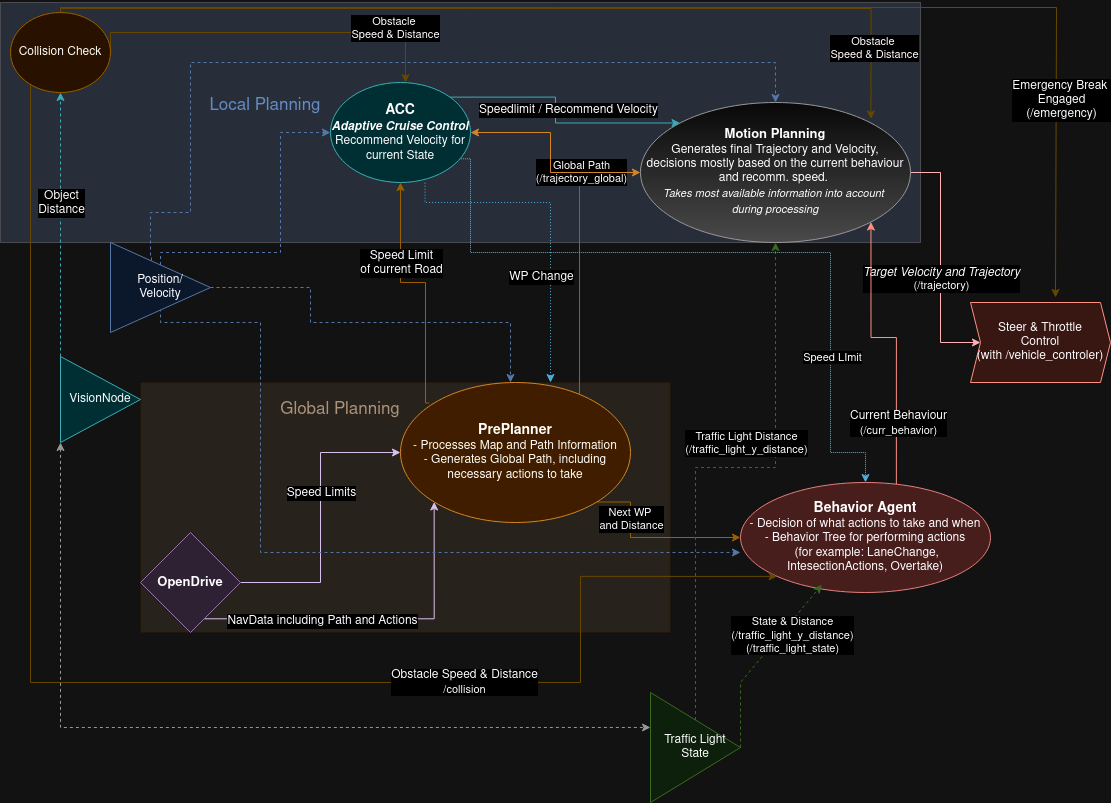 Obstacle
Speed & Distance
Collision Check
Obstacle
Speed & Distance
Emergency Break
Engaged
(/emergency)
Local Planning
ACC
Adaptive Cruise Control
Recommend Velocity for
current State
Speedlimit / Recommend Velocity
Motion Planning
Generates final Trajectory and Velocity,
decisions mostly based on the current behaviour
and recomm. speed.
Takes most available information into account
during processing
Global Path
(/trajectory_global)
Object
Distance
Speed Limit
of current Road
WP Change
Position/
Velocity
Target Velocity and Trajectory
(/trajectory)
Steer & Throttle
Control
(with /vehicle_controler)
Speed LImit
VisionNode
Global Planning
PrePlanner
- Processes Map and Path Information
- Generates Global Path, including
necessary actions to take
Current Behaviour
(/curr_behavior)
Traffic Light Distance
(/traffic_light_y_distance)
Speed Limits
Next WP
and Distance
Behavior Agent
- Decision of what actions to take and when
- Behavior Tree for performing actions
(for example: LaneChange,
IntesectionActions, Overtake)
OpenDrive
NavData including Path and Actions
State & Distance
(/traffic_light_y_distance)
(/traffic_light_state)
Obstacle Speed & Distance
/collision
Traffic Light
State